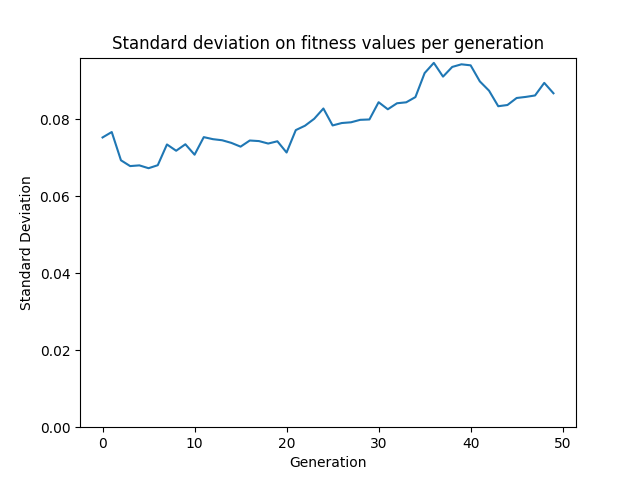 Standard deviation on fitness values per generation
Standard Deviation
0.08
0.06
0.04
0.02
0.00
0 10 20 30 40 50
Generation